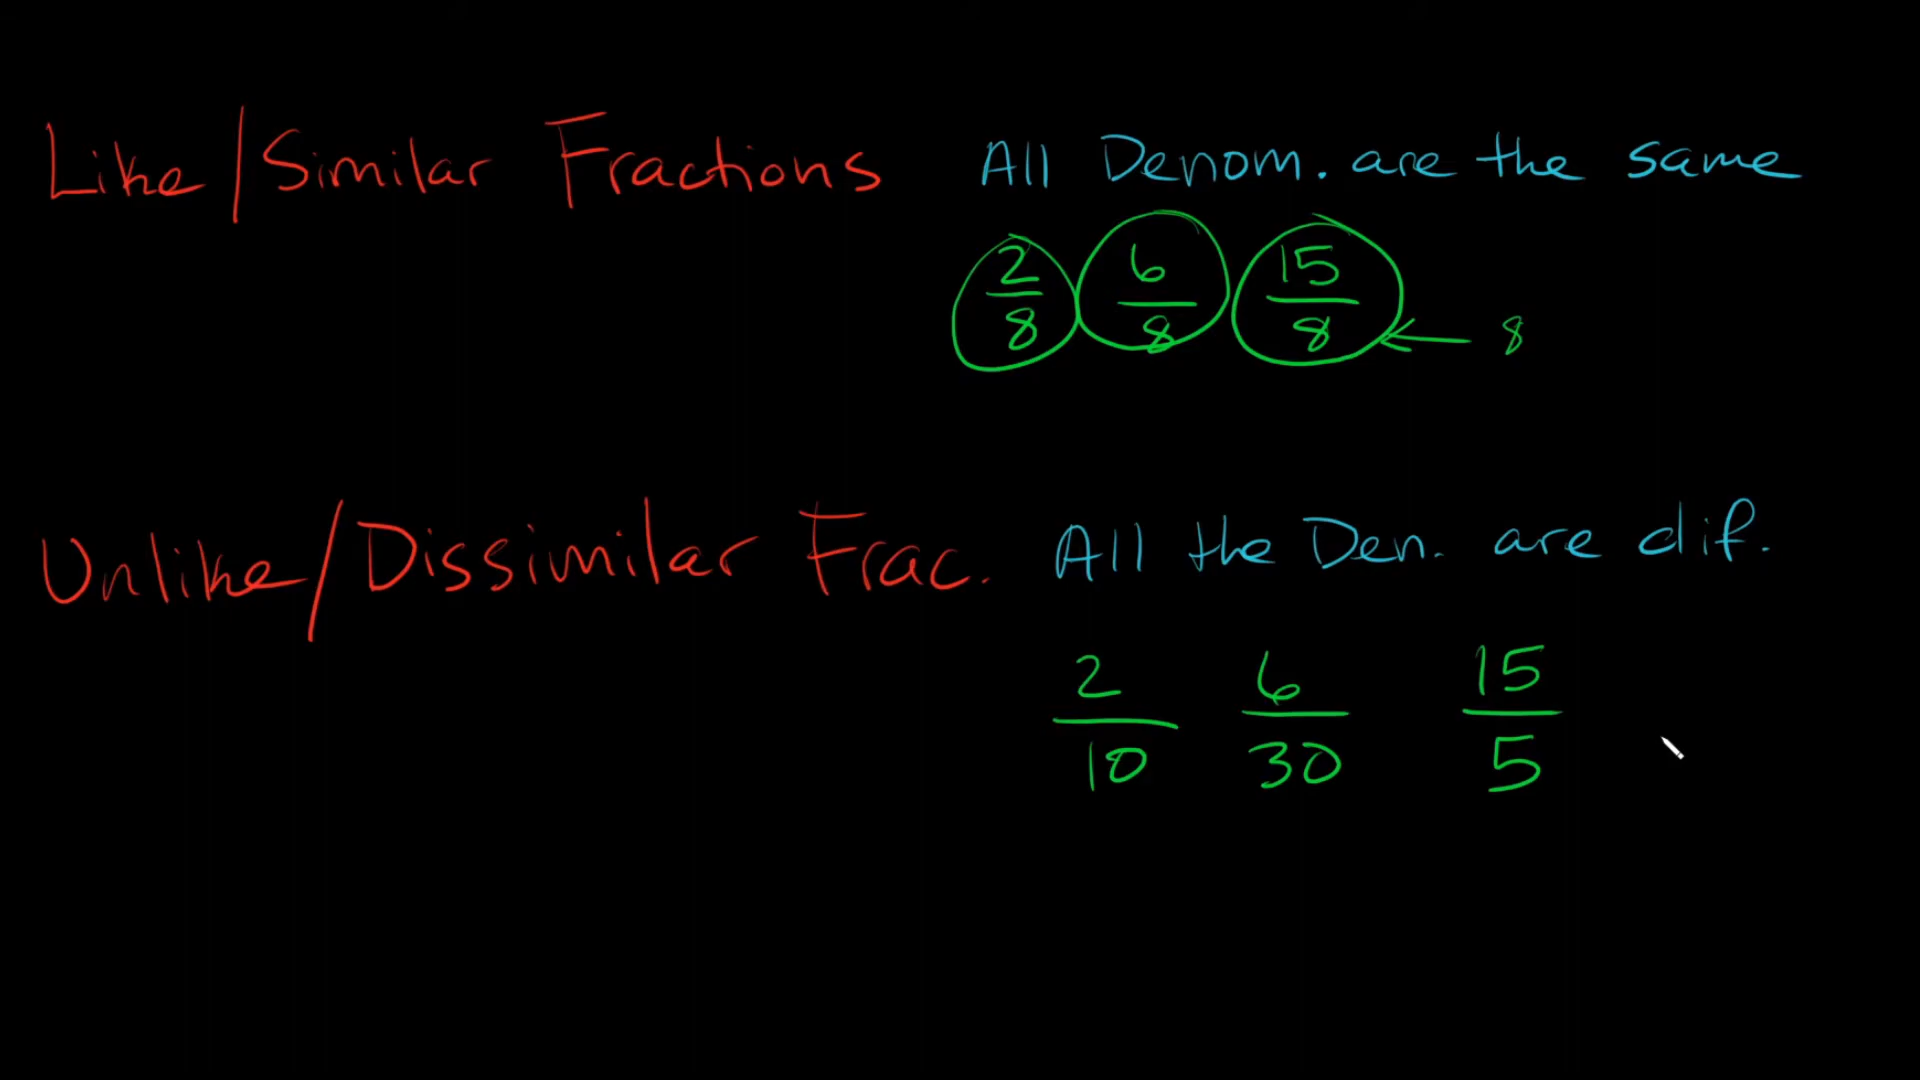 Like/Similar Fractions All Denom. are the same
2/8 6/8 15/8 ← 8
Unlike/Dissimilar Frac. All the Den. are dif.
2/10 6/30 15/5